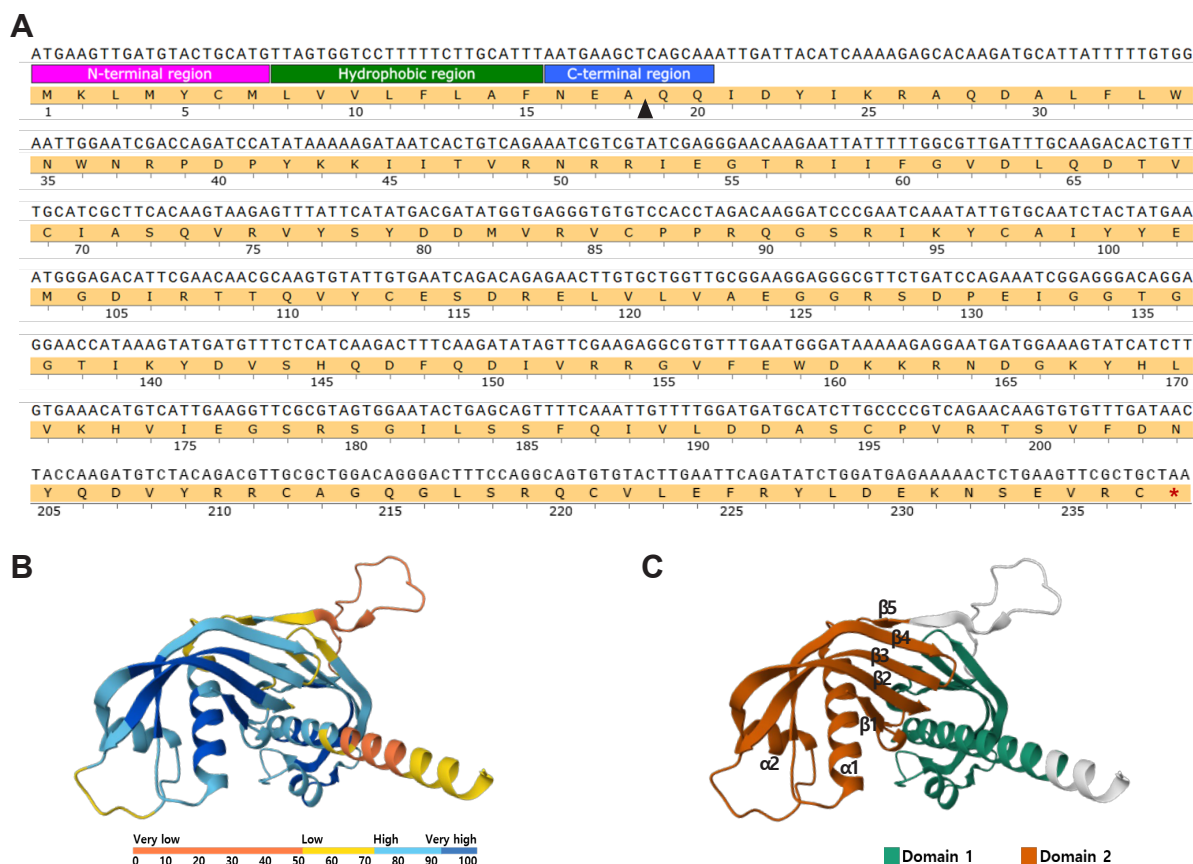 A
ATGAAGTTGATGTACTGCATGTTAGTGGTCCTTTTTCTTGCATTTAATGAAGCTCAGCAAATTGATTACATCAAAAGAGCACAAGATGCATTATTTTTGTGG
N-terminal region Hydrophobic region C-terminal region
M K L M Y C M L V V L F L A F N E A Q Q I D Y I K R A Q D A L F L W
1 5 10 15 20 25 30
AATTGGAATCGACCAGATCCATATAAAAAGATAATCACTGTCAGAAATCGTCGTATCGAGGGAACAAGAATTATTTTTGGCGTTGATTTGCAAGACACTGTT
N W N R P D P Y K K I I T V R N R R I E G T R I I F G V D L Q D T V
35 40 45 50 55 60 65
TGCATCGCTTCACAAGTAAGAGTTTATTCATATGACGATATGGTGAGGGTGTGTCCACCTAGACAAGGATCCCGAATCAAATATTGTGCAATCTACTATGAA
C I A S Q V R V Y S Y D D M V R V C P P R Q G S R I K Y C A I Y Y E
70 75 80 85 90 95 100
ATGGGAGACATTCGAACAACGCAAGTGTATTGTGAATCAGACAGAGAACTTGTGCTGGTTGCGGAAGGAGGGCGTTCTGATCCAGAAATCGGAGGGACAGGA
M G D I R T T Q V Y C E S D R E L V L V A E G G R S D P E I G G T G
105 110 115 120 125 130 135
GGAACCATAAAGTATGATGTTTCTCATCAAGACTTTCAAGATATAGTTCGAAGAGGCGTGTTTGAATGGGATAAAAAGAGGAATGATGGAAAGTATCATCTT
G T I K Y D V S H Q D F Q D I V R R G V F E W D K K R N D G K Y H L
140 145 150 155 160 165 170
GTGAAACATGTCATTGAAGGTTCGCGTAGTGGAATACTGAGCAGTTTTCAAATTGTTTTGGATGATGCATCTTGCCCCGTCAGAACAAGTGTGTTTGATAAC
V K H V I E G S R S G I L S S F Q I V L D D A S C P V R T S V F D N
175 180 185 190 195 200
TACCAAGATGTCTACAGACGTTGCGCTGGACAGGGACTTTCCAGGCAGTGTGTACTTGAATTCAGATATCTGGATGAGAAAAACTCTGAAGTTCGCTGCTAA
Y Q D V Y R R C A G Q G L S R Q C V L E F R Y L D E K N S E V R C *
205 210 215 220 225 230 235
B
Very low Low High Very high
0 10 20 30 40 50 60 70 80 90 100
C
β5
β4
β3
β2
β1
α2 α1
Domain 1 Domain 2